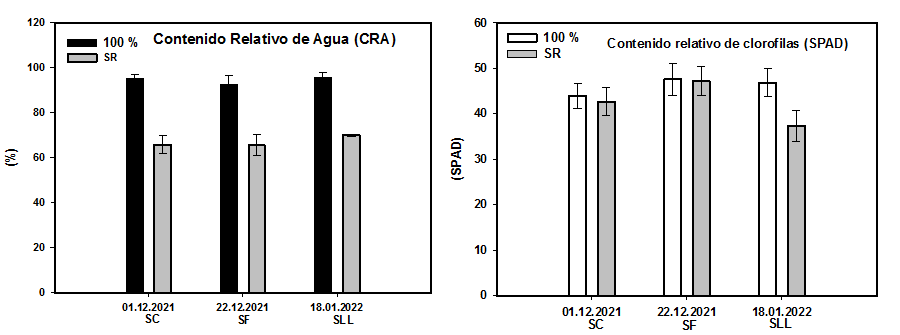 120
100
80
60
40
20
0
(%)
100 %
SR
Contenido Relativo de Agua (CRA)
01.12.2021
SC
22.12.2021
SF
18.01.2022
SLL
60
50
40
30
20
10
0
(SPAD)
100 %
SR
Contenido relativo de clorofilas (SPAD)
01.12.2021
SC
22.12.2021
SF
18.01.2022
SLL